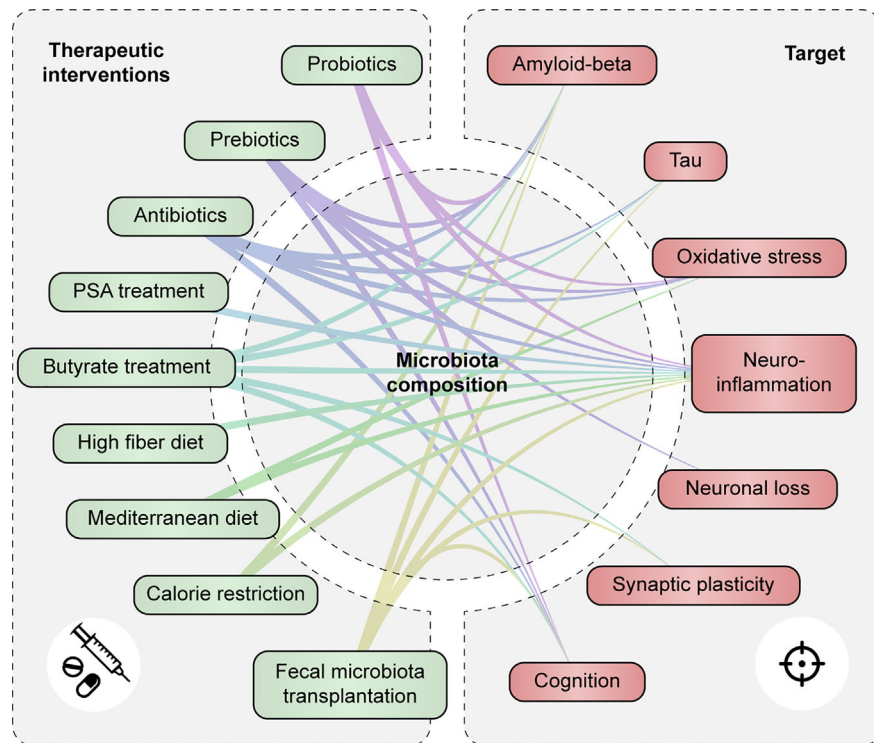 Therapeutic
interventions
Probiotics
Prebiotics
Antibiotics
PSA treatment
Butyrate treatment
High fiber diet
Mediterranean diet
Calorie restriction
Fecal microbiota
transplantation
Microbiota
composition
Target
Amyloid-beta
Tau
Oxidative stress
Neuro-
inflammation
Neuronal loss
Synaptic plasticity
Cognition